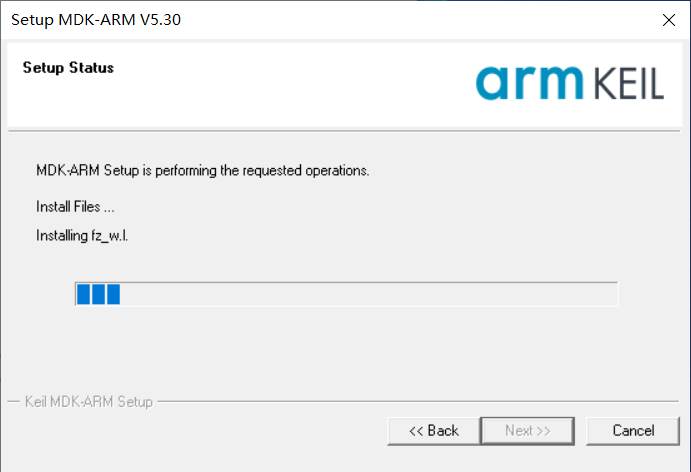 Setup MDK-ARM V5.30
Setup Status
arm KEIL
MDK-ARM Setup is performing the requested operations.
Install Files ...
Installing fz_w.l.
Keil MDK-ARM Setup
<< Back
Next >>
Cancel